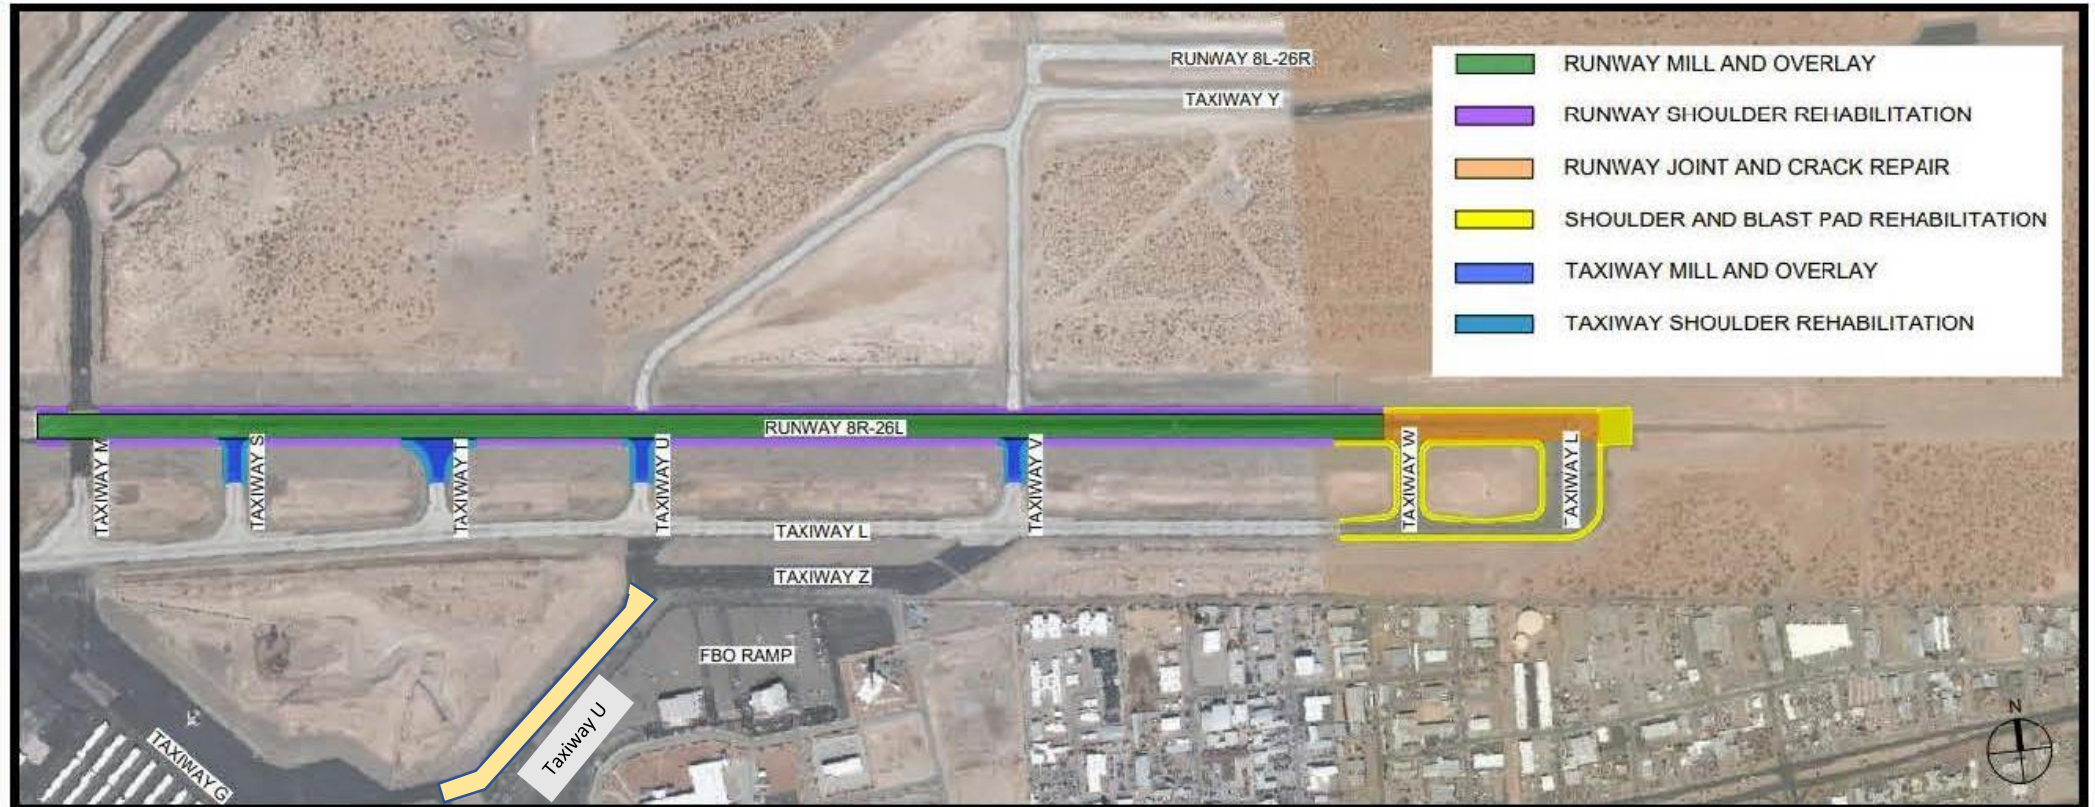 RUNWAY 8L-26R
TAXIWAY Y
RUNWAY MILL AND OVERLAY
RUNWAY SHOULDER REHABILITATION
RUNWAY JOINT AND CRACK REPAIR
SHOULDER AND BLAST PAD REHABILITATION
TAXIWAY MILL AND OVERLAY
TAXIWAY SHOULDER REHABILITATION
RUNWAY 8R-26L
TAXIWAY M
TAXIWAY S
TAXIWAY T
TAXIWAY U
TAXIWAY V
TAXIWAY W
TAXIWAY L
TAXIWAY L
TAXIWAY Z
FBO RAMP
Taxiway U
TAXIWAY G
N